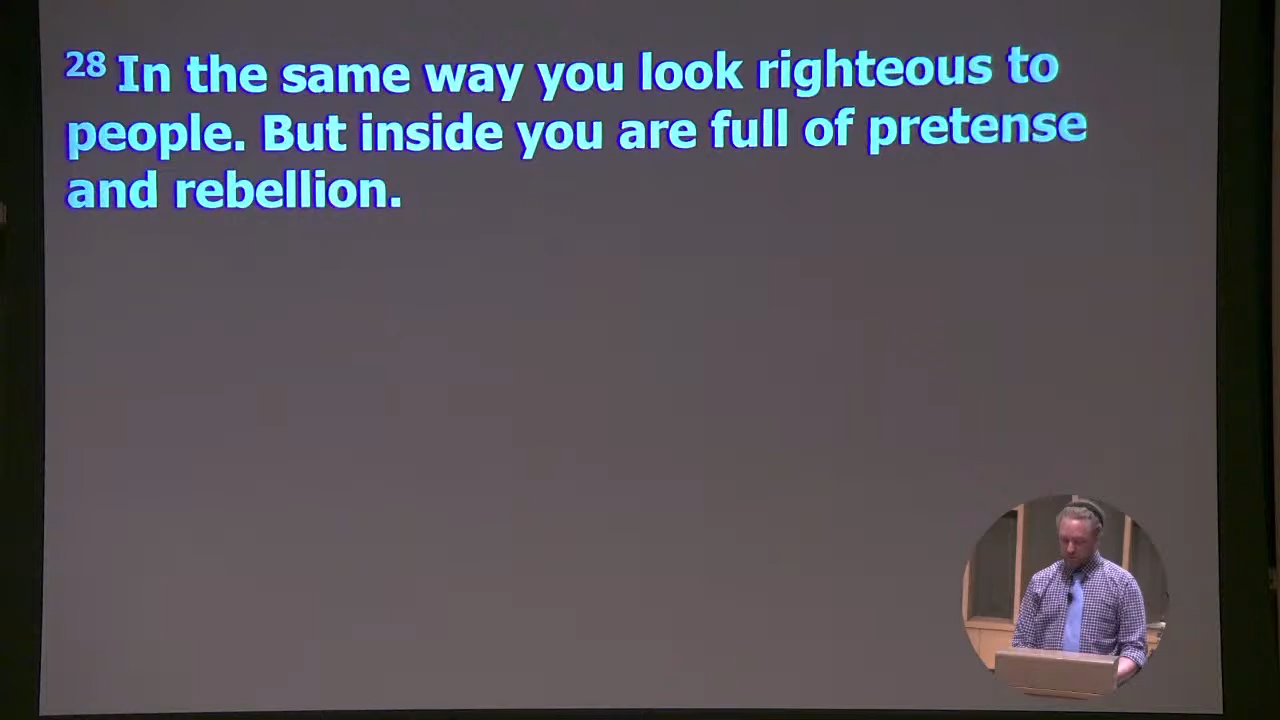 28 In the same way you look righteous to
people. But inside you are full of pretense
and rebellion.